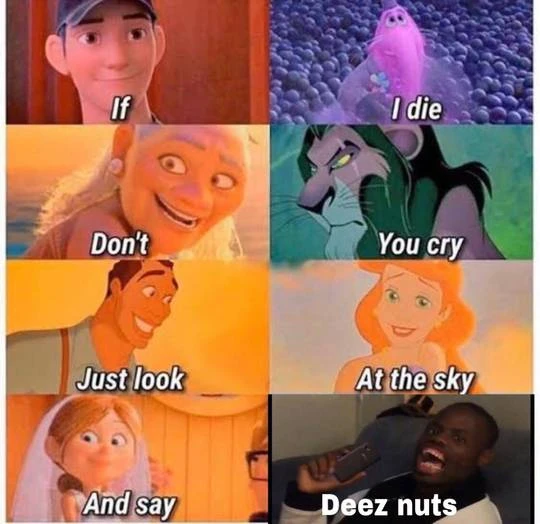 If
I die
Don't
You cry
Just look
At the sky
And say
Deez nuts